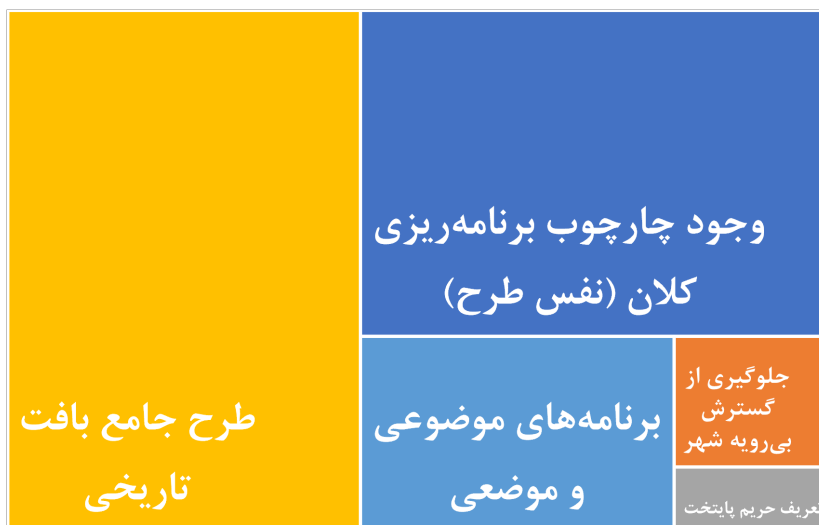 وجود چارچوب برنامه‌ریزی
کلان (نفس طرح)
طرح جامع بافت
تاریخی
برنامه‌های موضوعی
و موضعی
جلوگیری از
گسترش
بی‌رویه شهر
تعریف حریم پایتخت